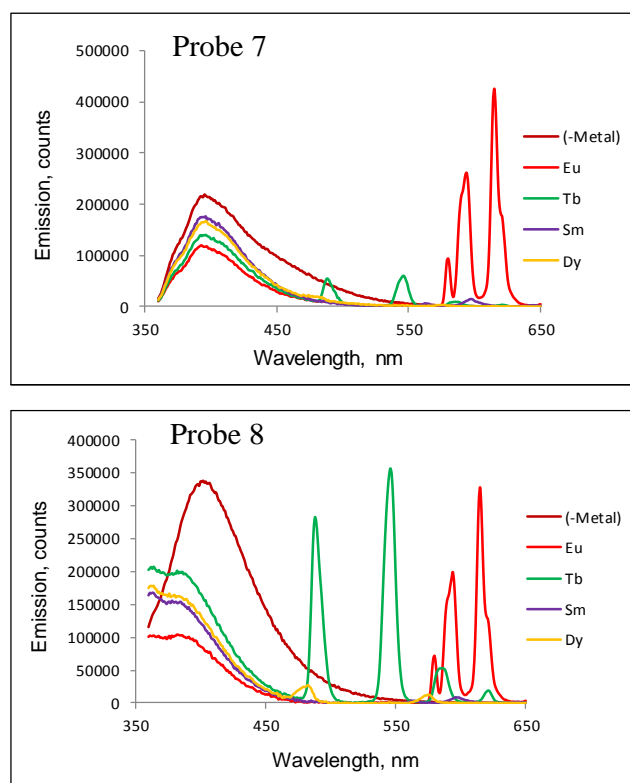 Probe 7
500000
400000
300000
200000
100000
0
Emission, counts
(-Metal)
Eu
Tb
Sm
Dy
350 450 550 650
Wavelength, nm
Probe 8
400000
350000
300000
250000
200000
150000
100000
50000
0
Emission, counts
(-Metal)
Eu
Tb
Sm
Dy
350 450 550 650
Wavelength, nm